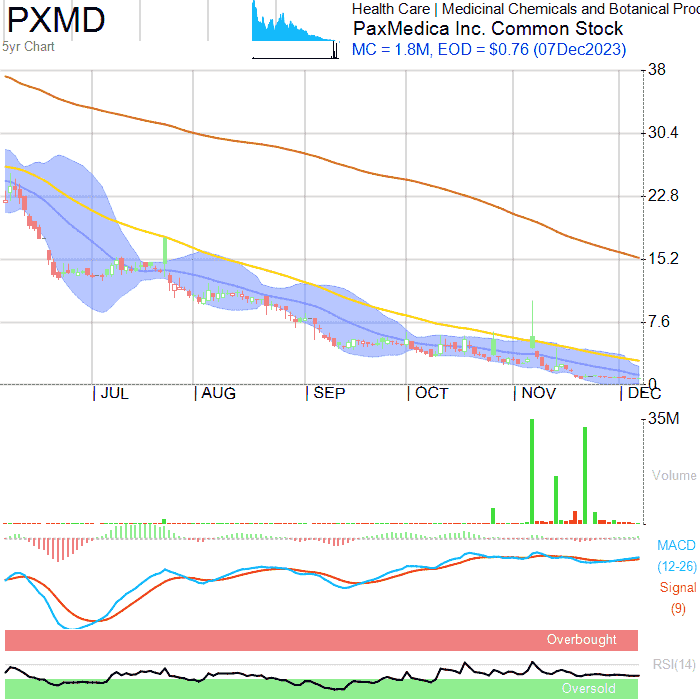 PXMD
5yr Chart
Health Care | Medicinal Chemicals and Botanical Pro
PaxMedica Inc. Common Stock
MC = 1.8M, EOD = $0.76 (07Dec2023)
38
30.4
22.8
15.2
7.6
0
JUL AUG SEP OCT NOV DEC
35M
Volume
MACD
(12-26)
Signal
(9)
Overbought
RSI(14)
Oversold